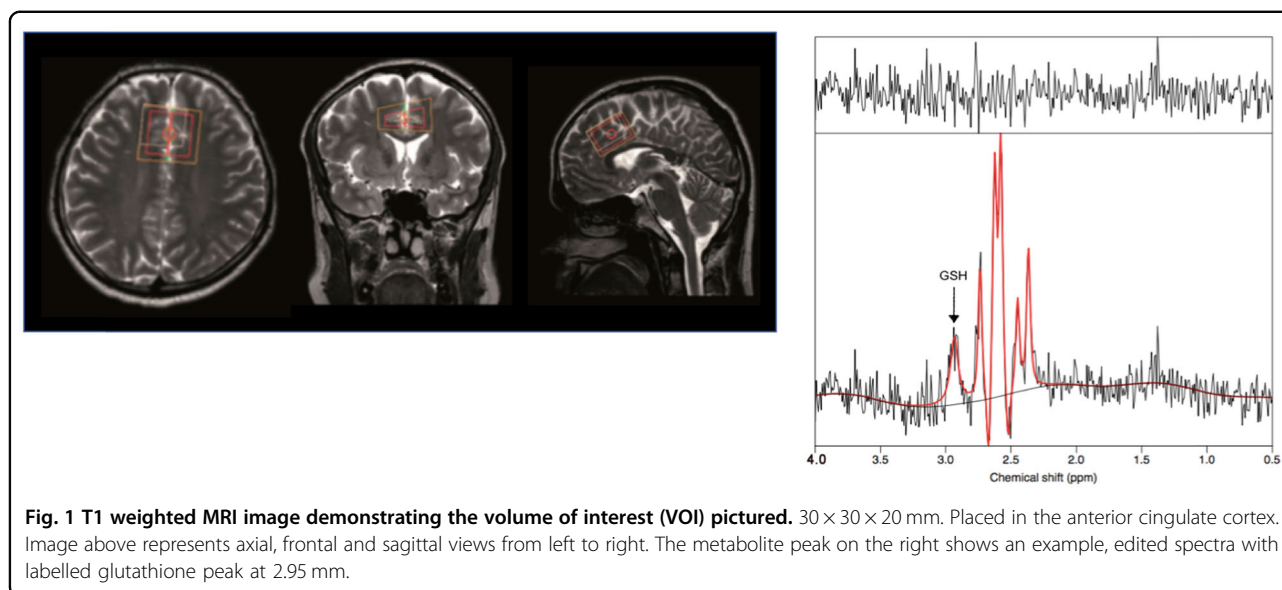 GSH
4.0 3.5 3.0 2.5 2.0 1.5 1.0 0.5
Chemical shift (ppm)
Fig. 1 T1 weighted MRI image demonstrating the volume of interest (VOI) pictured. 30 × 30 × 20 mm. Placed in the anterior cingulate cortex.
Image above represents axial, frontal and sagittal views from left to right. The metabolite peak on the right shows an example, edited spectra with
labelled glutathione peak at 2.95 mm.